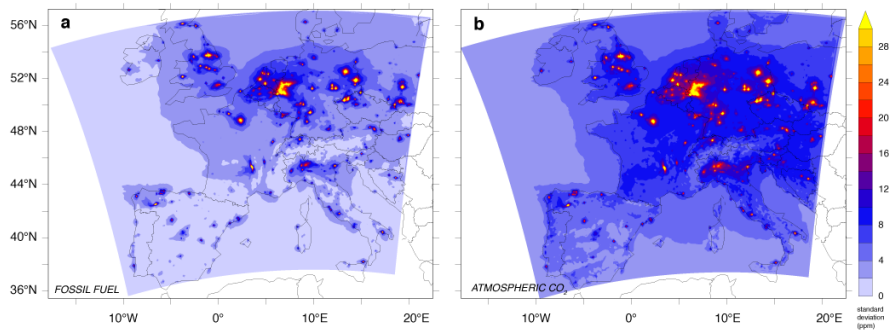 a
b
56°N
52°N
48°N
44°N
40°N
36°N
FOSSIL FUEL
10°W
0°
10°E
20°E
ATMOSPHERIC CO₂
10°W
0°
10°E
20°E
28
24
20
16
12
8
4
0
standard
deviation
(ppm)